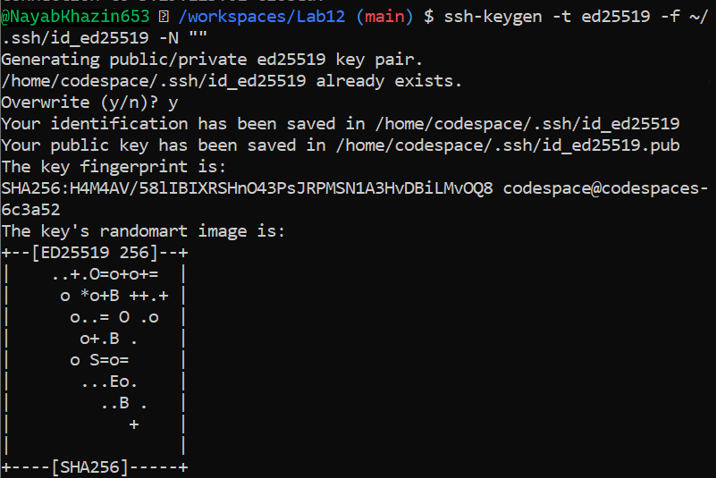 @NayabKhazin653 /workspaces/Lab12 (main) $ ssh-keygen -t ed25519 -f ~/
.ssh/id_ed25519 -N ""
Generating public/private ed25519 key pair.
/home/codespace/.ssh/id_ed25519 already exists.
Overwrite (y/n)? y
Your identification has been saved in /home/codespace/.ssh/id_ed25519
Your public key has been saved in /home/codespace/.ssh/id_ed25519.pub
The key fingerprint is:
SHA256:H4M4AV/58lIBIXRSHnO43PsJRPMSN1A3HvDBiLMvOQ8 codespace@codespaces-
6c3a52
The key's randomart image is:
+--[ED25519 256]--+
|    ..+.O=o+o+=  |
|     o *o+B ++.+ |
|      o..= O .o  |
|       o+.B .    |
|      o S=o=     |
|       ...Eo.    |
|         ..B .   |
|            +    |
|                 |
+----[SHA256]-----+